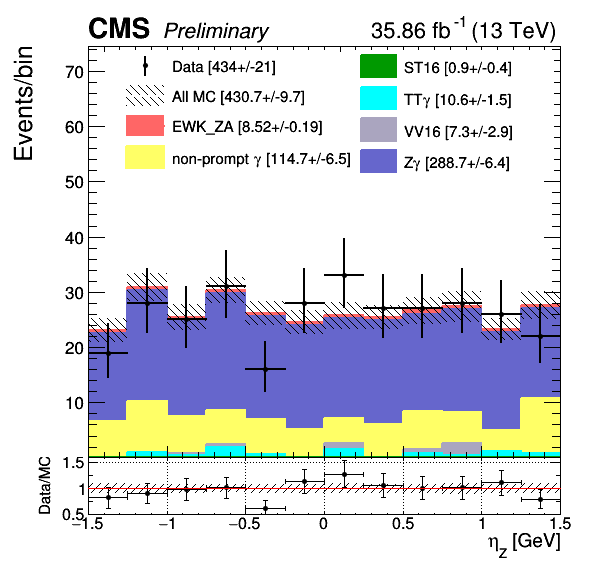 CMS Preliminary 35.86 fb⁻¹ (13 TeV)
Events/bin
Data [434+/-21]
All MC [430.7+/-9.7]
EWK_ZA [8.52+/-0.19]
non-prompt γ [114.7+/-6.5]
ST16 [0.9+/-0.4]
TTγ [10.6+/-1.5]
VV16 [7.3+/-2.9]
Zγ [288.7+/-6.4]
70
60
50
40
30
20
10
Data/MC
1.5
1
0.5
−1.5 −1 −0.5 0 0.5 1 1.5
η_Z [GeV]